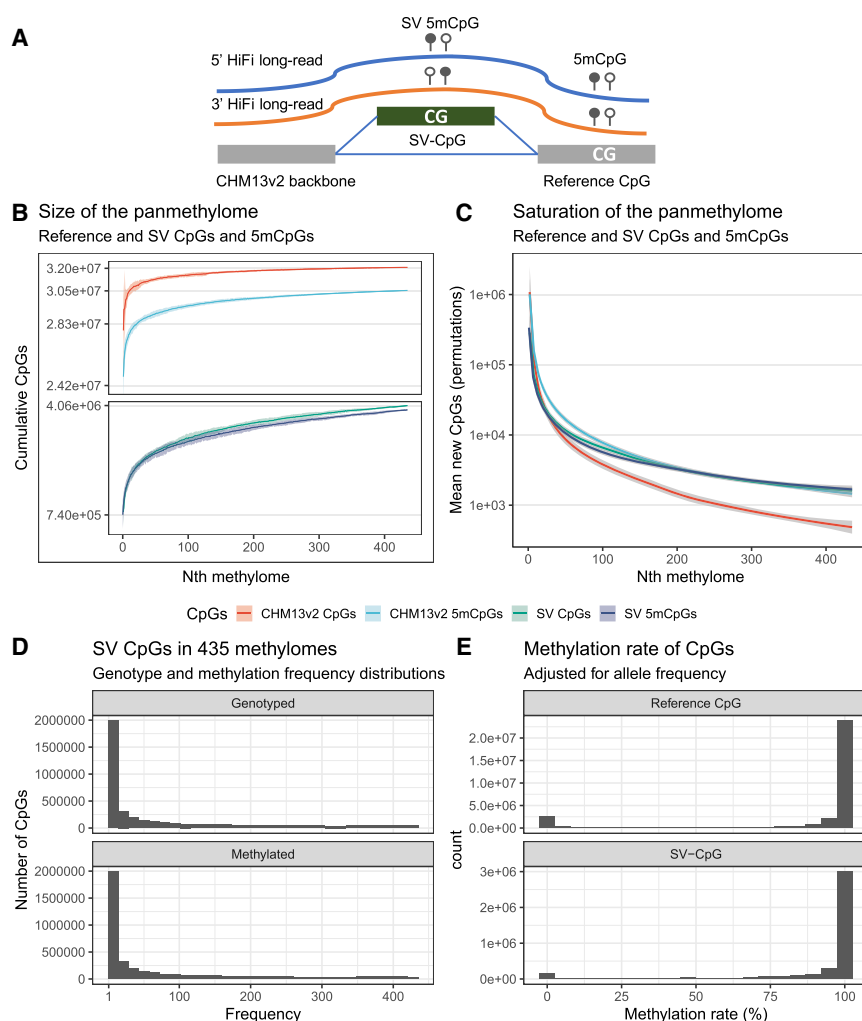 A
SV 5mCpG
5' HiFi long-read
5mCpG
3' HiFi long-read
CG
SV-CpG
CG
CHM13v2 backbone
Reference CpG
B Size of the panmethylome
Reference and SV CpGs and 5mCpGs
Cumulative CpGs
3.20e+07
3.05e+07
2.83e+07
2.42e+07
4.06e+06
7.40e+05
0 100 200 300 400
Nth methylome
C Saturation of the panmethylome
Reference and SV CpGs and 5mCpGs
Mean new CpGs (permutations)
1e+06
1e+05
1e+04
1e+03
0 100 200 300 400
Nth methylome
CpGs CHM13v2 CpGs CHM13v2 5mCpGs SV CpGs SV 5mCpGs
D SV CpGs in 435 methylomes
Genotype and methylation frequency distributions
Number of CpGs
Genotyped
2000000
1500000
1000000
500000
0
Methylated
2000000
1500000
1000000
500000
0
1 100 200 300 400
Frequency
E Methylation rate of CpGs
Adjusted for allele frequency
count
Reference CpG
2.0e+07
1.5e+07
1.0e+07
5.0e+06
0.0e+00
SV−CpG
3e+06
2e+06
1e+06
0e+00
0 25 50 75 100
Methylation rate (%)